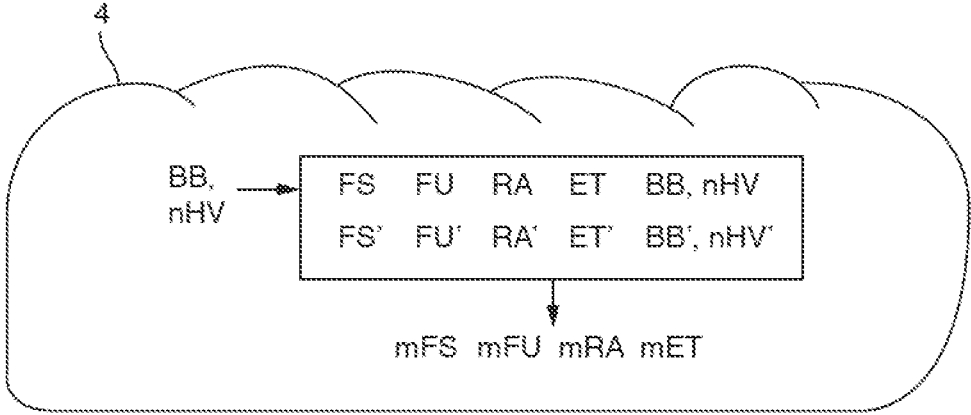 4
BB,
nHV
FS FU RA ET BB, nHV
FS' FU' RA' ET' BB', nHV'
mFS mFU mRA mET